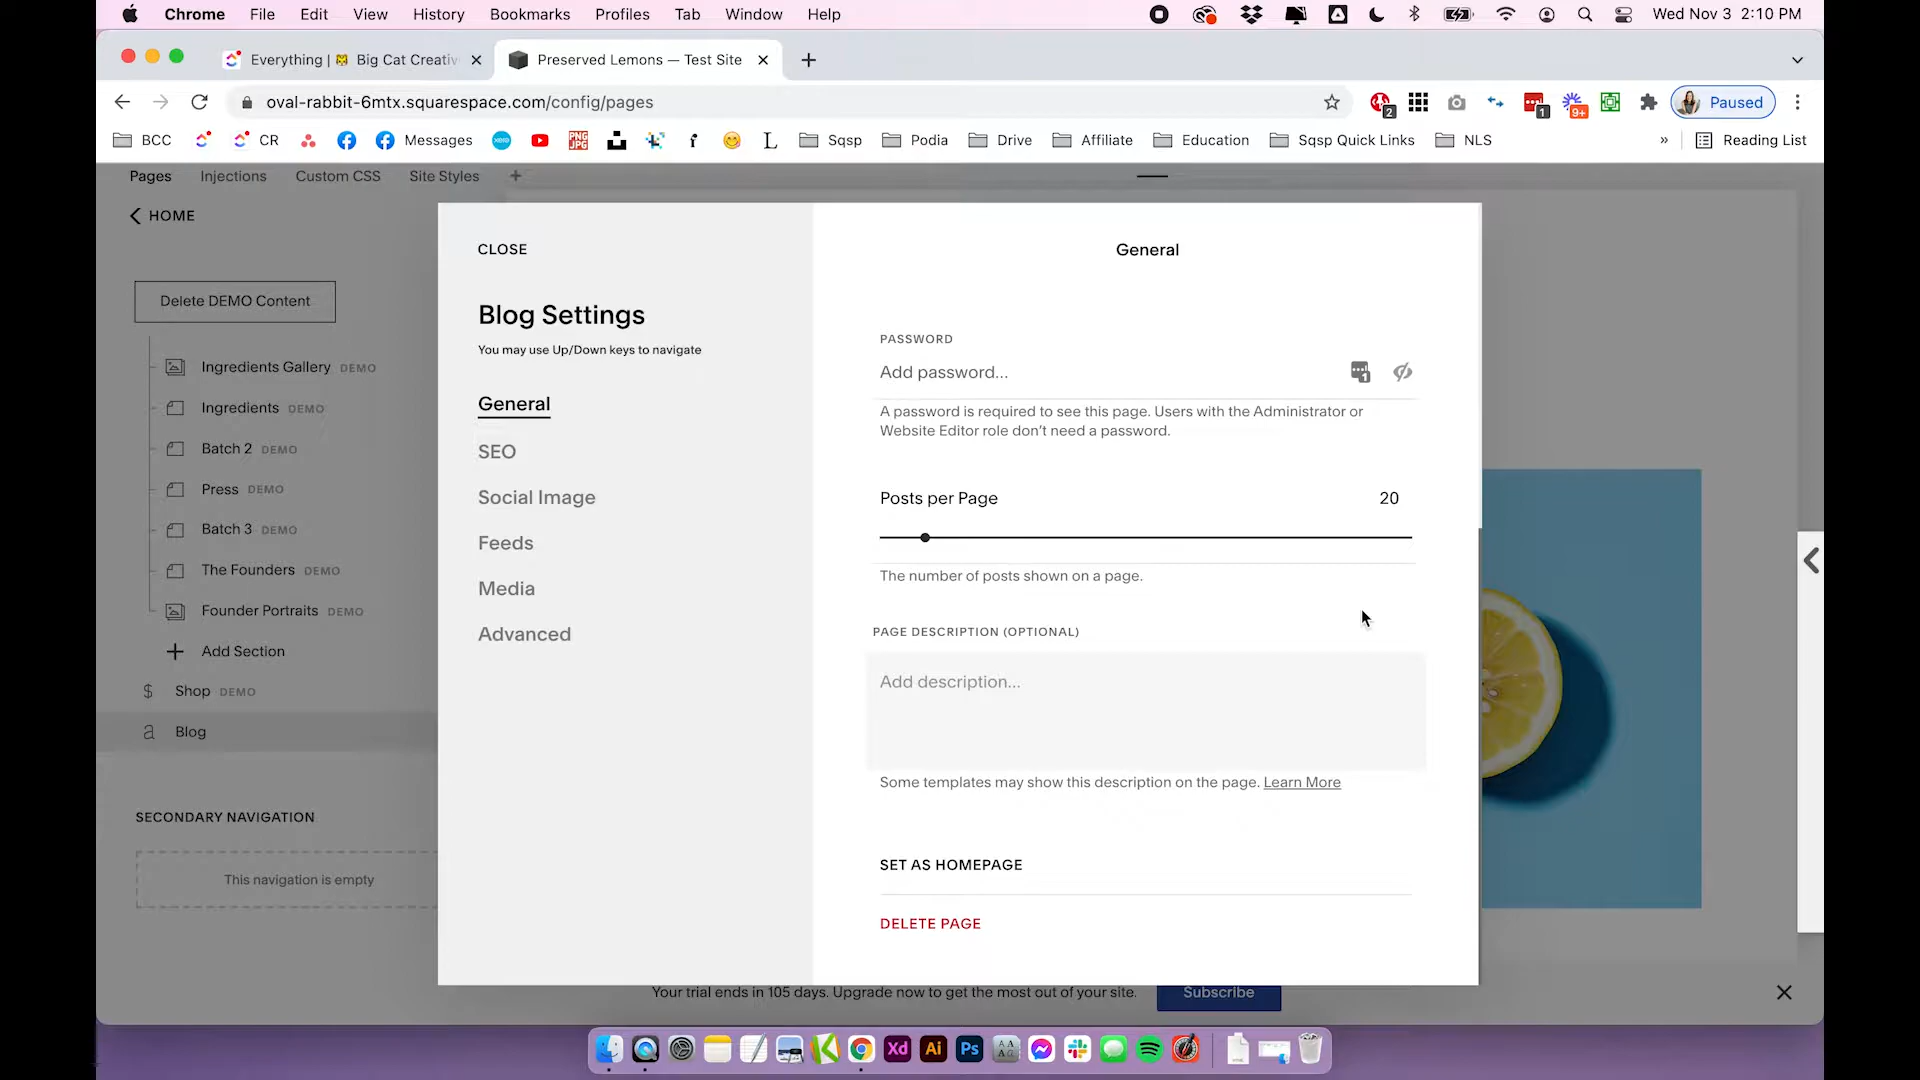 Chrome File Edit View History Bookmarks Profiles Tab Window Help Wed Nov 3 2:10 PM
Everything | Big Cat Creativ Preserved Lemons — Test Site
oval-rabbit-6mtx.squarespace.com/config/pages 2 1 9+ Paused
BCC CR Messages L Sqsp Podia Drive Affiliate Education Sqsp Quick Links NLS » Reading List
Pages Injections Custom CSS Site Styles +
HOME
Delete DEMO Content
Ingredients Gallery DEMO
Ingredients DEMO
Batch 2 DEMO
Press DEMO
Batch 3 DEMO
The Founders DEMO
Founder Portraits DEMO
Add Section
$ Shop DEMO
a Blog
SECONDARY NAVIGATION
This navigation is empty
CLOSE
Blog Settings
You may use Up/Down keys to navigate
General
SEO
Social Image
Feeds
Media
Advanced
General
PASSWORD
Add password...
A password is required to see this page. Users with the Administrator or
Website Editor role don't need a password.
Posts per Page 20
The number of posts shown on a page.
PAGE DESCRIPTION (OPTIONAL)
Add description...
Some templates may show this description on the page. Learn More
SET AS HOMEPAGE
DELETE PAGE
Your trial ends in 105 days. Upgrade now to get the most out of your site. Subscribe
Xd Ai Ps